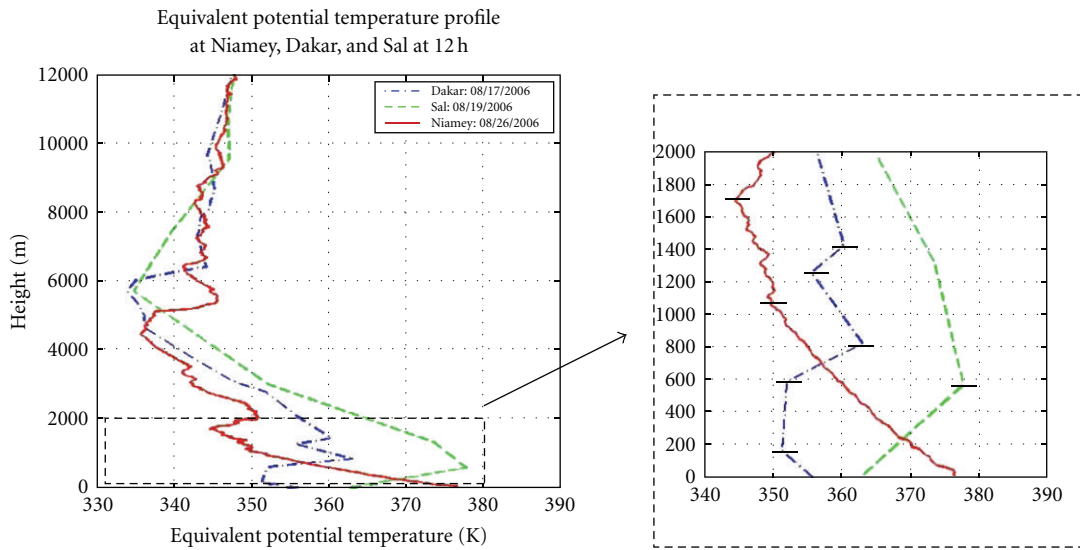 Equivalent potential temperature profile
at Niamey, Dakar, and Sal at 12 h
12000
10000
8000
6000
4000
2000
0
Height (m)
330 340 350 360 370 380 390
Equivalent potential temperature (K)
Dakar: 08/17/2006
Sal: 08/19/2006
Niamey: 08/26/2006
2000
1800
1600
1400
1200
1000
800
600
400
200
0
340 350 360 370 380 390